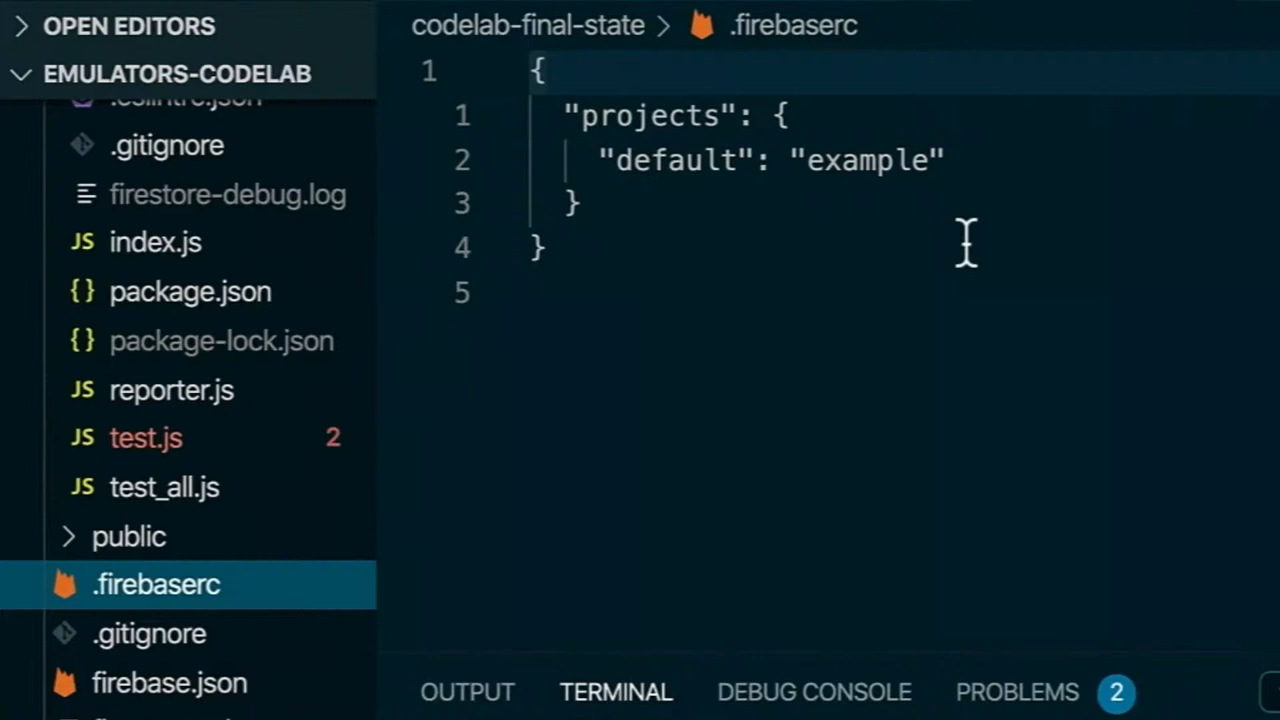 OPEN EDITORS
EMULATORS-CODELAB
.eslintrc.json
.gitignore
firestore-debug.log
JS index.js
{} package.json
{} package-lock.json
JS reporter.js
JS test.js 2
JS test_all.js
public
.firebaserc
.gitignore
firebase.json
codelab-final-state > .firebaserc
1 {
1 "projects": {
2 "default": "example"
3 }
4 }
5
OUTPUT TERMINAL DEBUG CONSOLE PROBLEMS 2